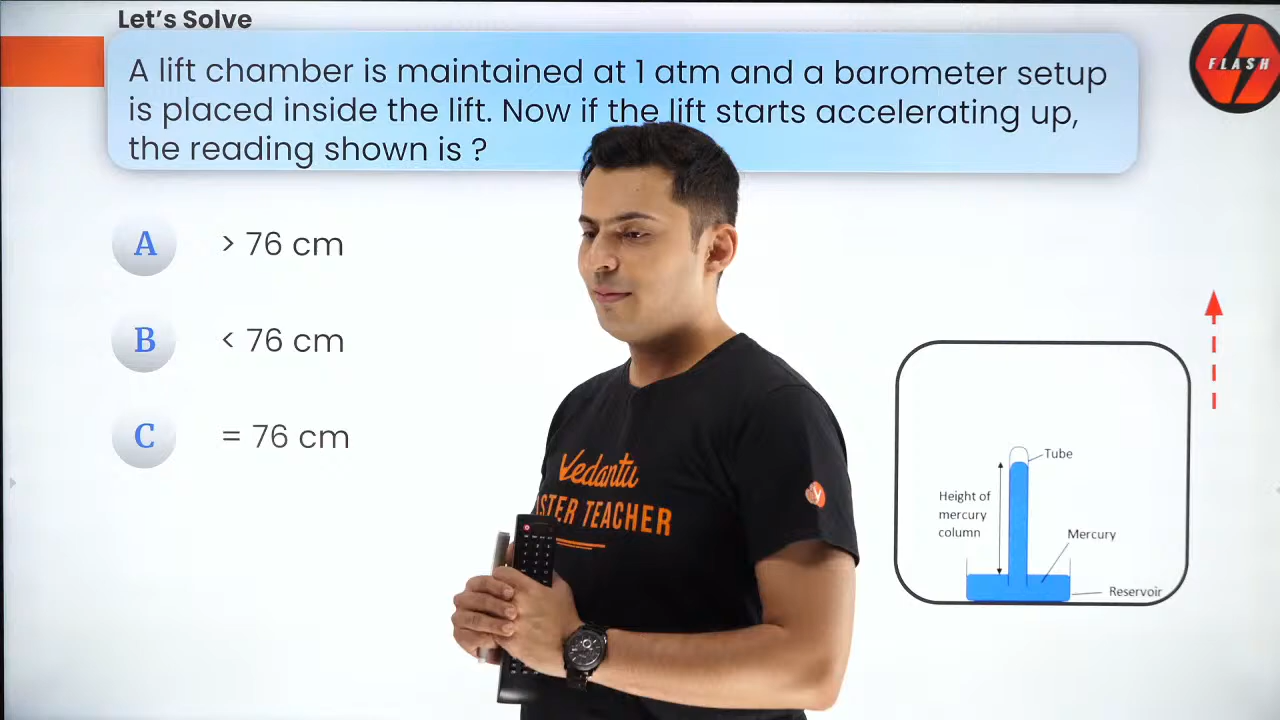 Let's Solve
A lift chamber is maintained at 1 atm and a barometer setup
is placed inside the lift. Now if the lift starts accelerating up,
the reading shown is ?
FLASH
A > 76 cm
B < 76 cm
C = 76 cm
Tube
Height of
mercury
column
Mercury
Reservoir
Vedantu
STER TEACHER